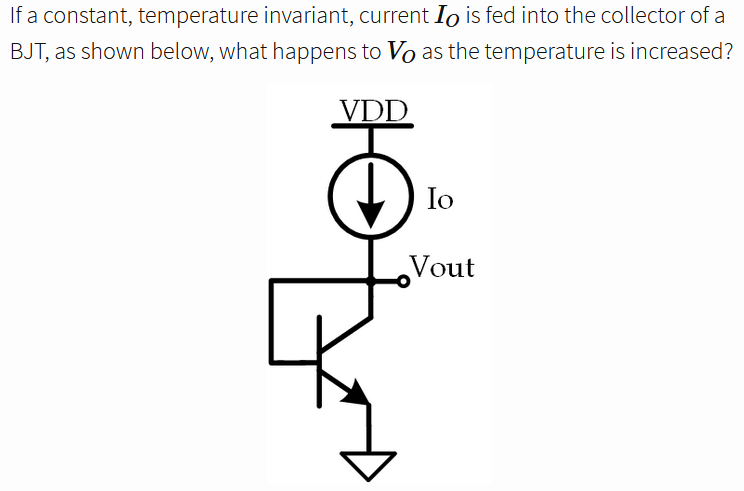 If a constant, temperature invariant, current I_O is fed into the collector of a
BJT, as shown below, what happens to V_O as the temperature is increased?
VDD
Io
Vout